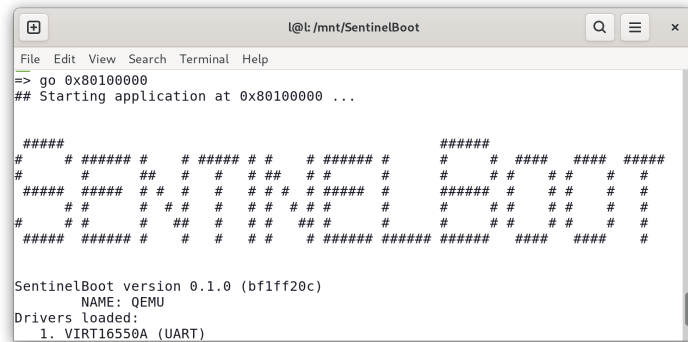 l@l: /mnt/SentinelBoot
File Edit View Search Terminal Help
=> go 0x80100000
## Starting application at 0x80100000 ...
SENTINELBOOT
SentinelBoot version 0.1.0 (bf1ff20c)
NAME: QEMU
Drivers loaded:
1. VIRT16550A (UART)